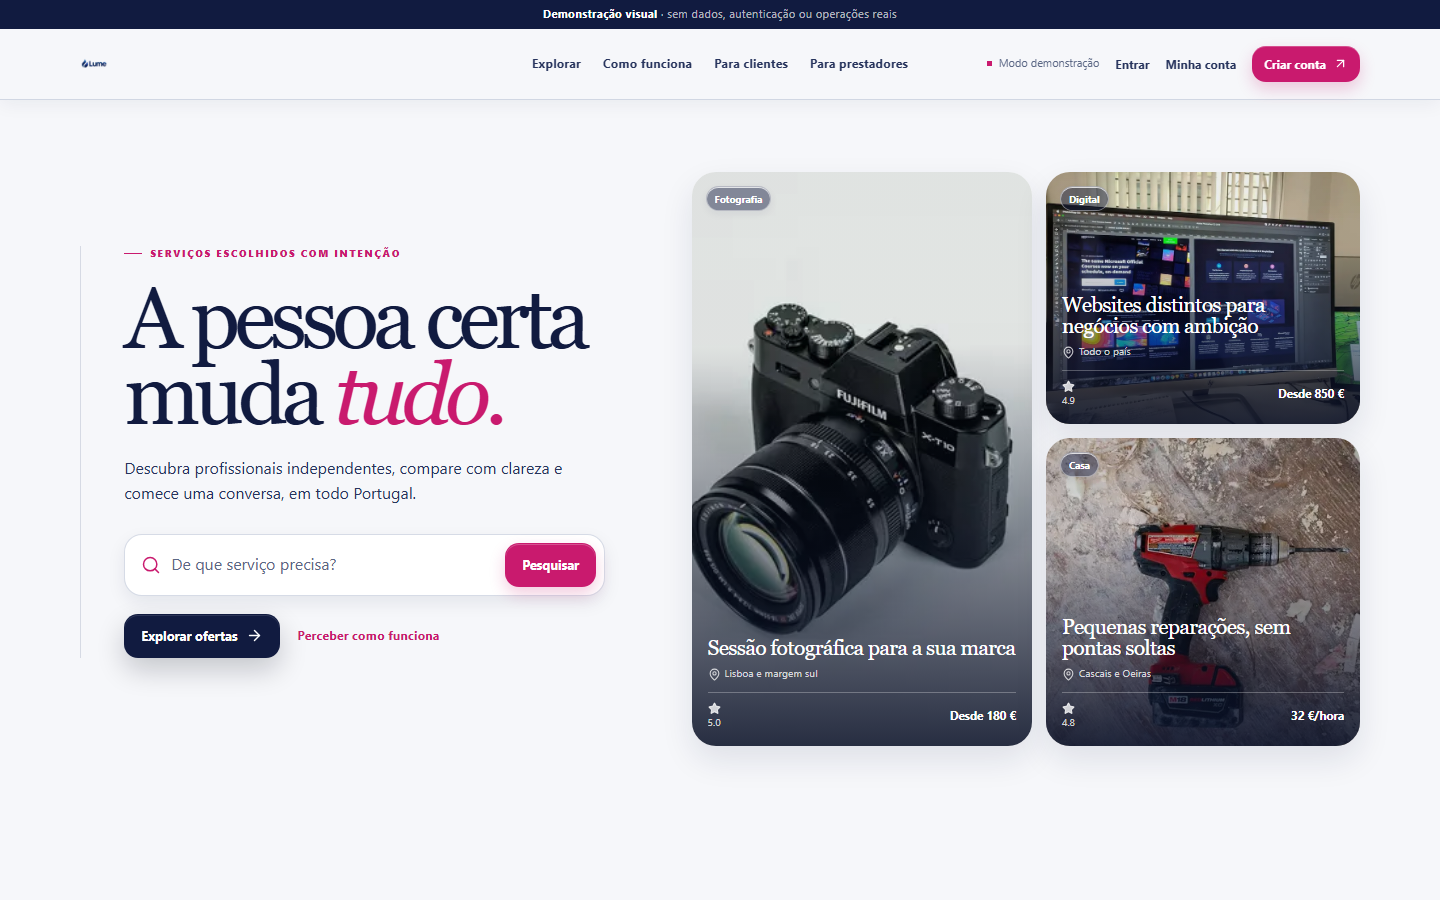 Demonstração visual · sem dados, autenticação ou operações reais
Lume
Explorar
Como funciona
Para clientes
Para prestadores
Modo demonstração
Entrar
Minha conta
Criar conta
SERVIÇOS ESCOLHIDOS COM INTENÇÃO
A pessoa certa
muda tudo.
Descubra profissionais independentes, compare com clareza e
comece uma conversa, em todo Portugal.
De que serviço precisa?
Pesquisar
Explorar ofertas
Perceber como funciona
Fotografia
FUJIFILM
X-T10
Sessão fotográfica para a sua marca
Lisboa e margem sul
5.0
Desde 180 €
Digital
Websites distintos para
negócios com ambição
Todo o país
4.9
Desde 850 €
Casa
Pequenas reparações, sem
pontas soltas
Cascais e Oeiras
4.8
32 €/hora